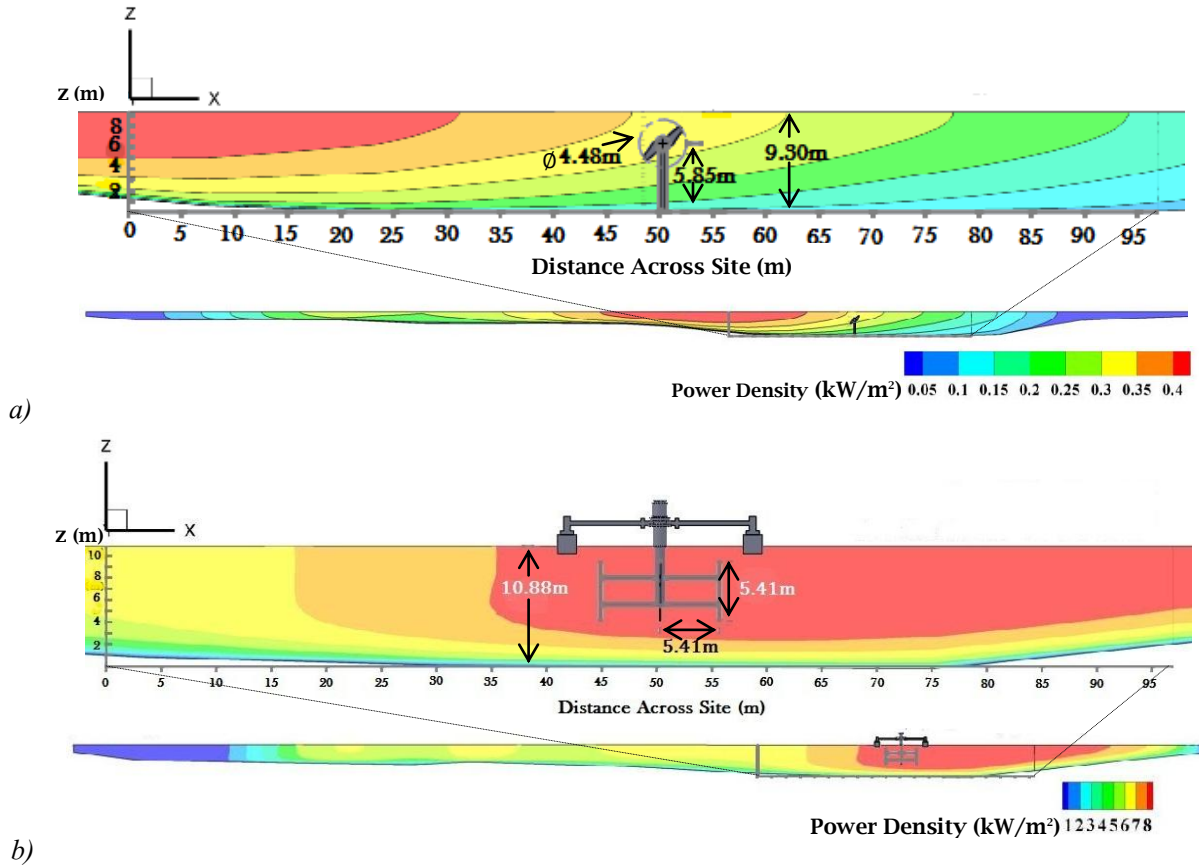 Z
X
Z (m)
8
6
4
2
Ø4.48m
5.85m
9.30m
0 5 10 15 20 25 30 35 40 45 50 55 60 65 70 75 80 85 90 95
Distance Across Site (m)
Power Density (kW/m²) 0.05 0.1 0.15 0.2 0.25 0.3 0.35 0.4
a)
Z
X
Z (m)
10
8
6
4
2
10.88m
5.41m
5.41m
0 5 10 15 20 25 30 35 40 45 50 55 60 65 70 75 80 85 90 95
Distance Across Site (m)
Power Density (kW/m²) 1 2 3 4 5 6 7 8
b)